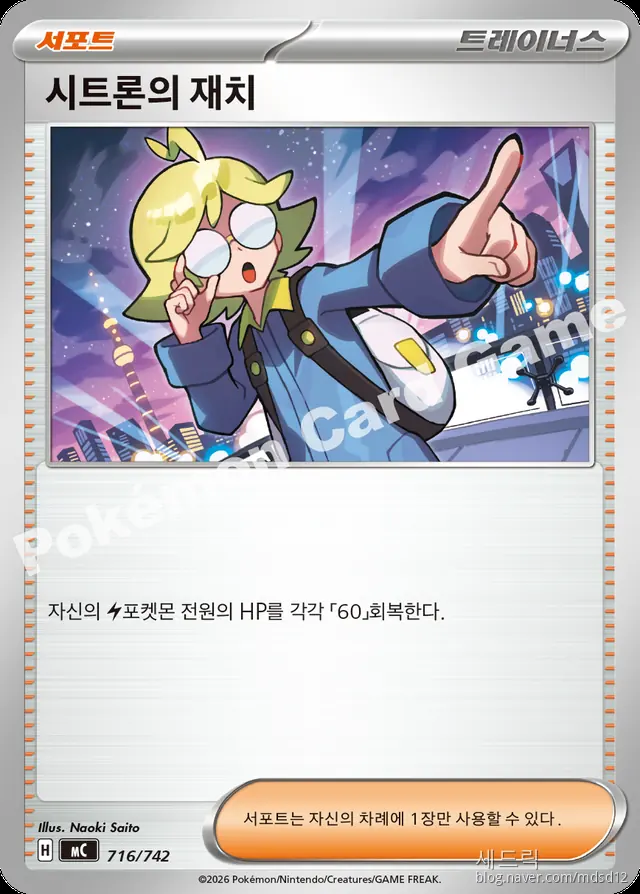 서포트
트레이너스
시트론의 재치
Pokémon Card Game
자신의 포켓몬 전원의 HP를 각각 「60」회복한다.
Illus. Naoki Saito
서포트는 자신의 차례에 1장만 사용할 수 있다.
H MC 716/742
©2026 Pokémon/Nintendo/Creatures/GAME FREAK.
세드릭
blog.naver.com/mdsd12